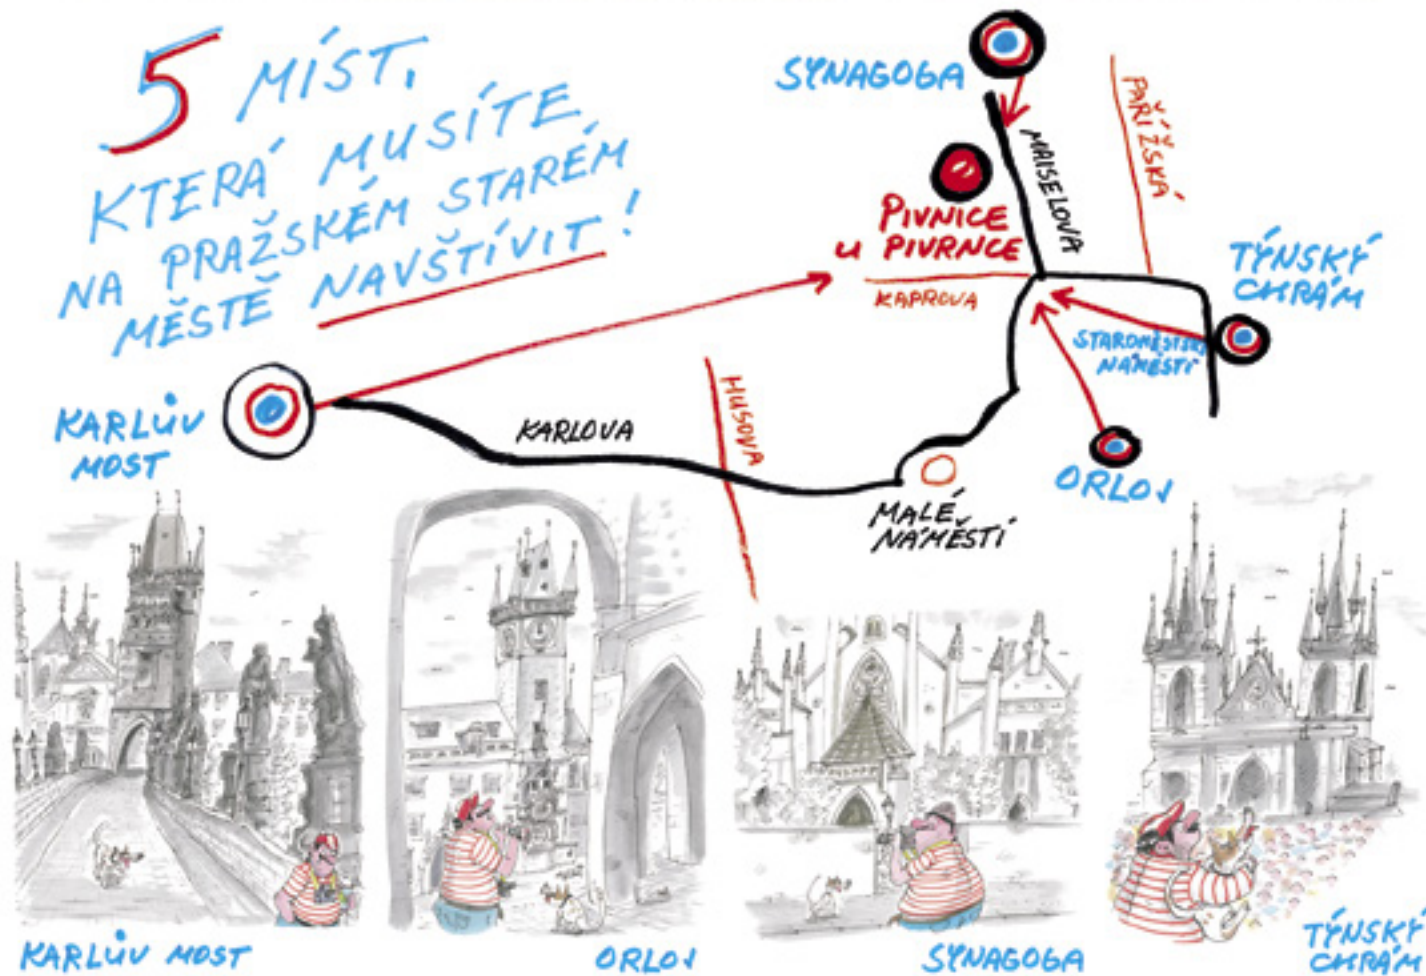 5 MÍST,
KTERÁ MUSÍTE
NA PRAŽSKÉM STARÉM
MĚSTĚ NAVŠTÍVIT!
SYNAGOGA
PAŘÍŽSKÁ
MAISELOVA
PIVNICE
U PIVRNCE
KAPROVA
TÝNSKÝ
CHRÁM
STAROMĚSTSKÉ
NÁMĚSTÍ
KARLŮV
MOST
KARLOVA
HUSOVA
ORLOJ
MALÉ
NÁMĚSTÍ
KARLŮV MOST
ORLOJ
SYNAGOGA
TÝNSKÝ
CHRÁM